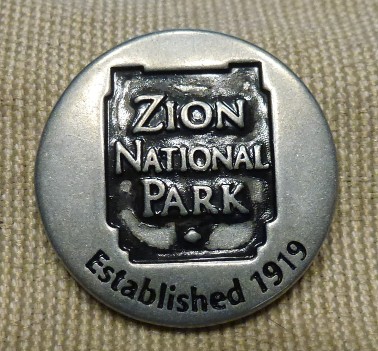 ZION
NATIONAL
PARK
Established 1919